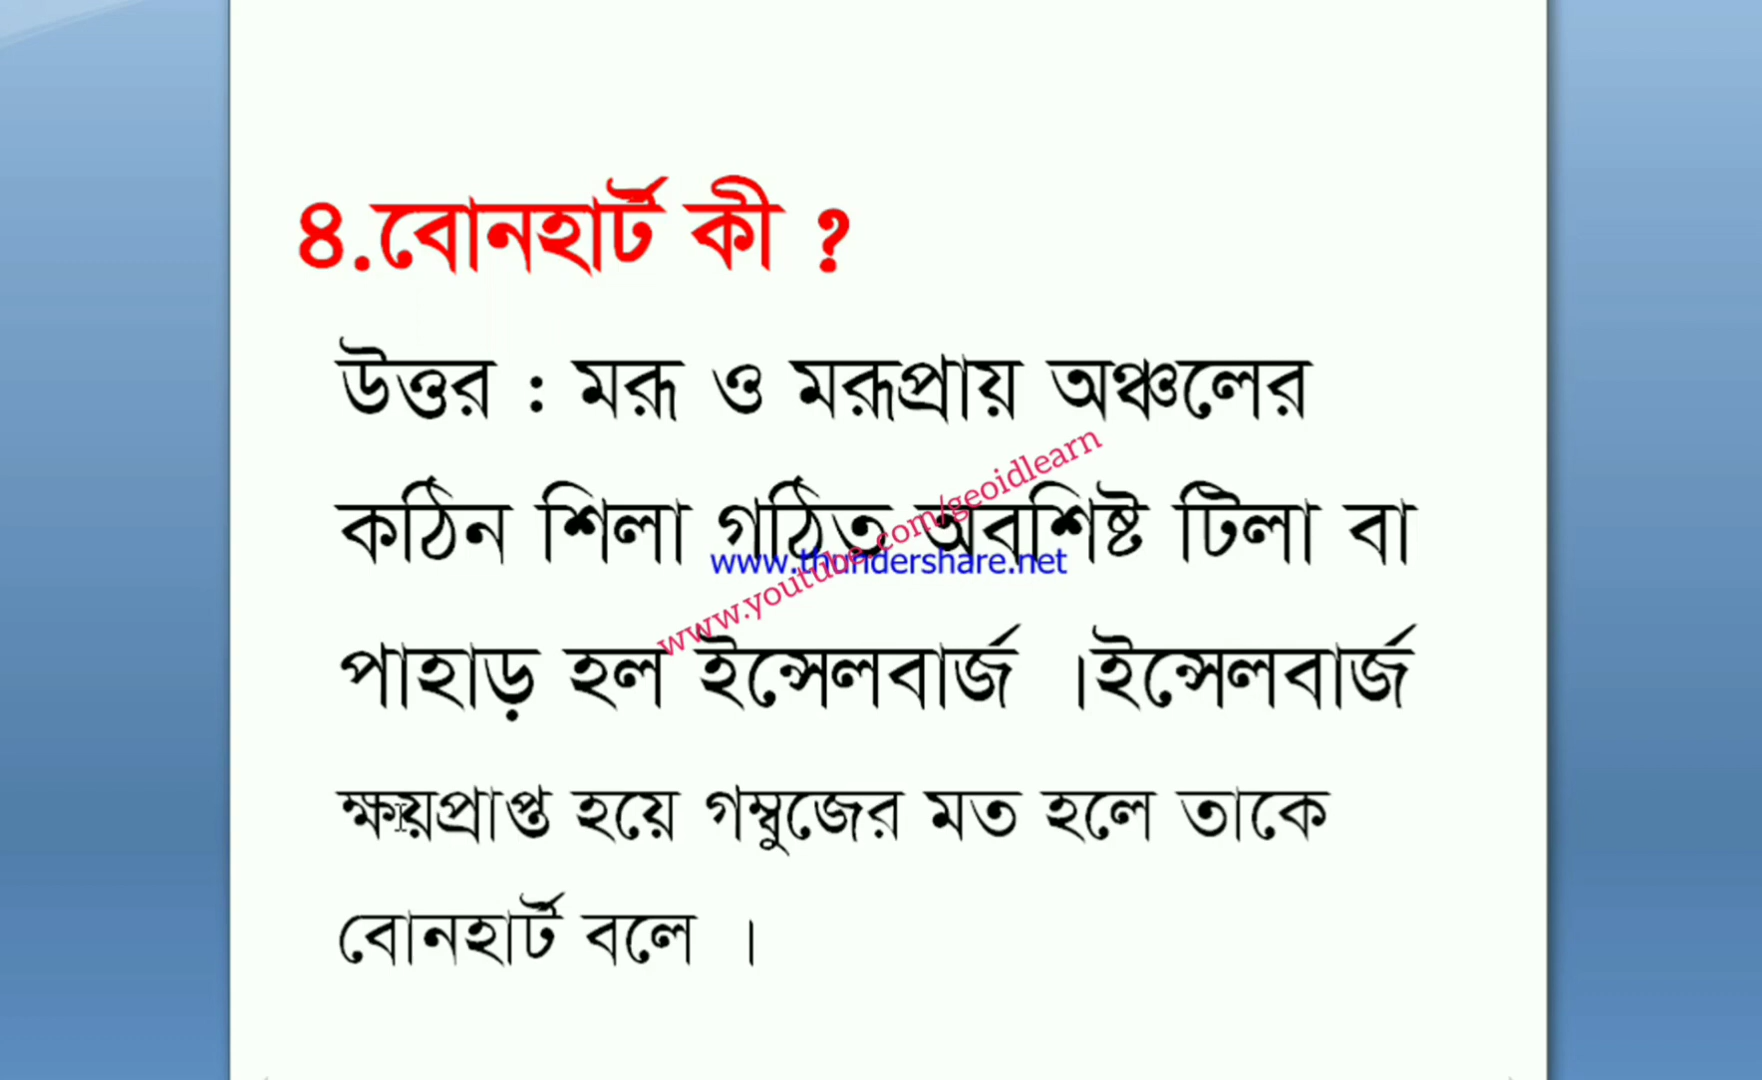 ৪.বোনহার্ট কী ?
উত্তর : মরূ ও মরূপ্রায় অঞ্চলের
কঠিন শিলা গঠিত অবশিষ্ট টিলা বা
www.youtube.com/geoidlearn
www.thundershare.net
পাহাড় হল ইন্সেলবার্জ ।ইন্সেলবার্জ
ক্ষয়প্রাপ্ত হয়ে গম্বুজের মত হলে তাকে
বোনহার্ট বলে ।